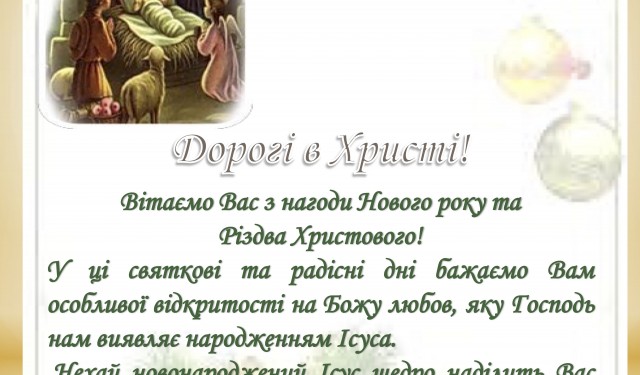 Дорогі в Христі!
Вітаємо Вас з нагоди Нового року та
Різдва Христового!
У ці святкові та радісні дні бажаємо Вам
особливої відкритості на Божу любов, яку Господь
нам виявляє народженням Ісуса.
Нехай новонароджений Ісус щедро наділить Вас